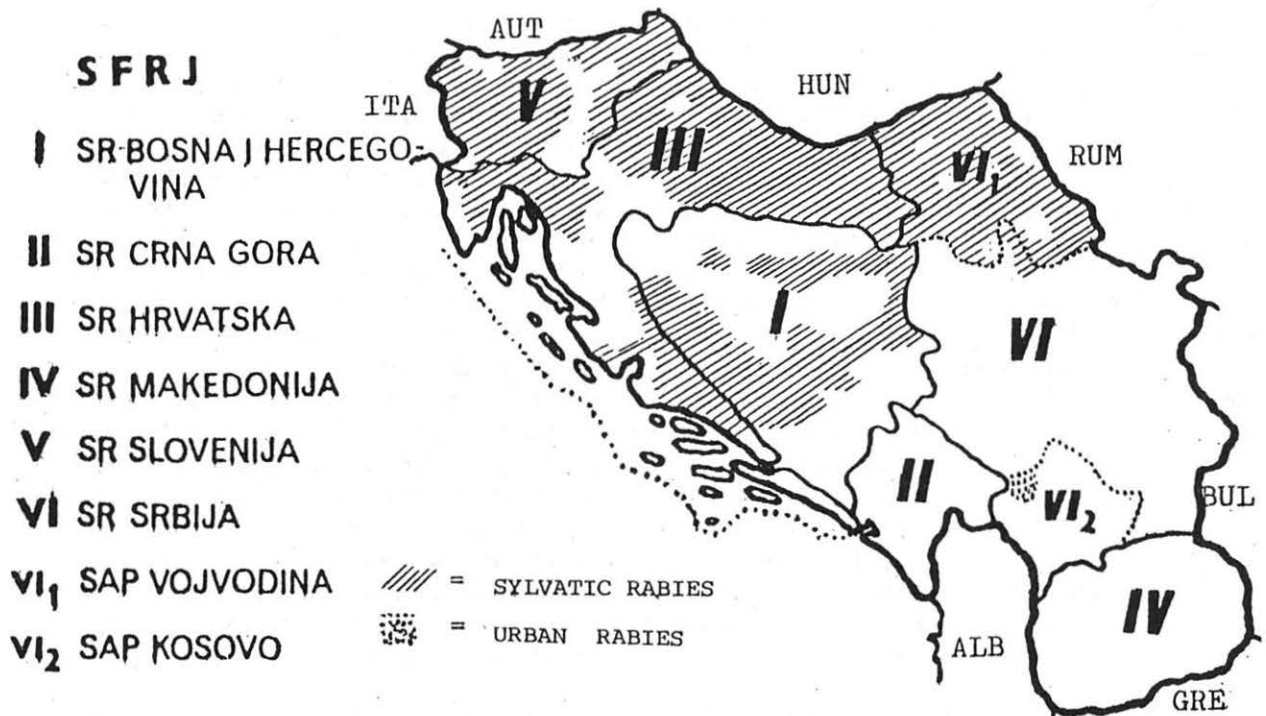 SFRJ
I SR BOSNA I HERCEGO-
VINA
II SR CRNA GORA
III SR HRVATSKA
IV SR MAKEDONIJA
V SR SLOVENIJA
VI SR SRBIJA
VI₁ SAP VOJVODINA
VI₂ SAP KOSOVO
//// = SYLVATIC RABIES
= URBAN RABIES
AUT
ITA
HUN
RUM
BUL
ALB
GRE
V
III
VI₁
I
VI
II
VI₂
IV